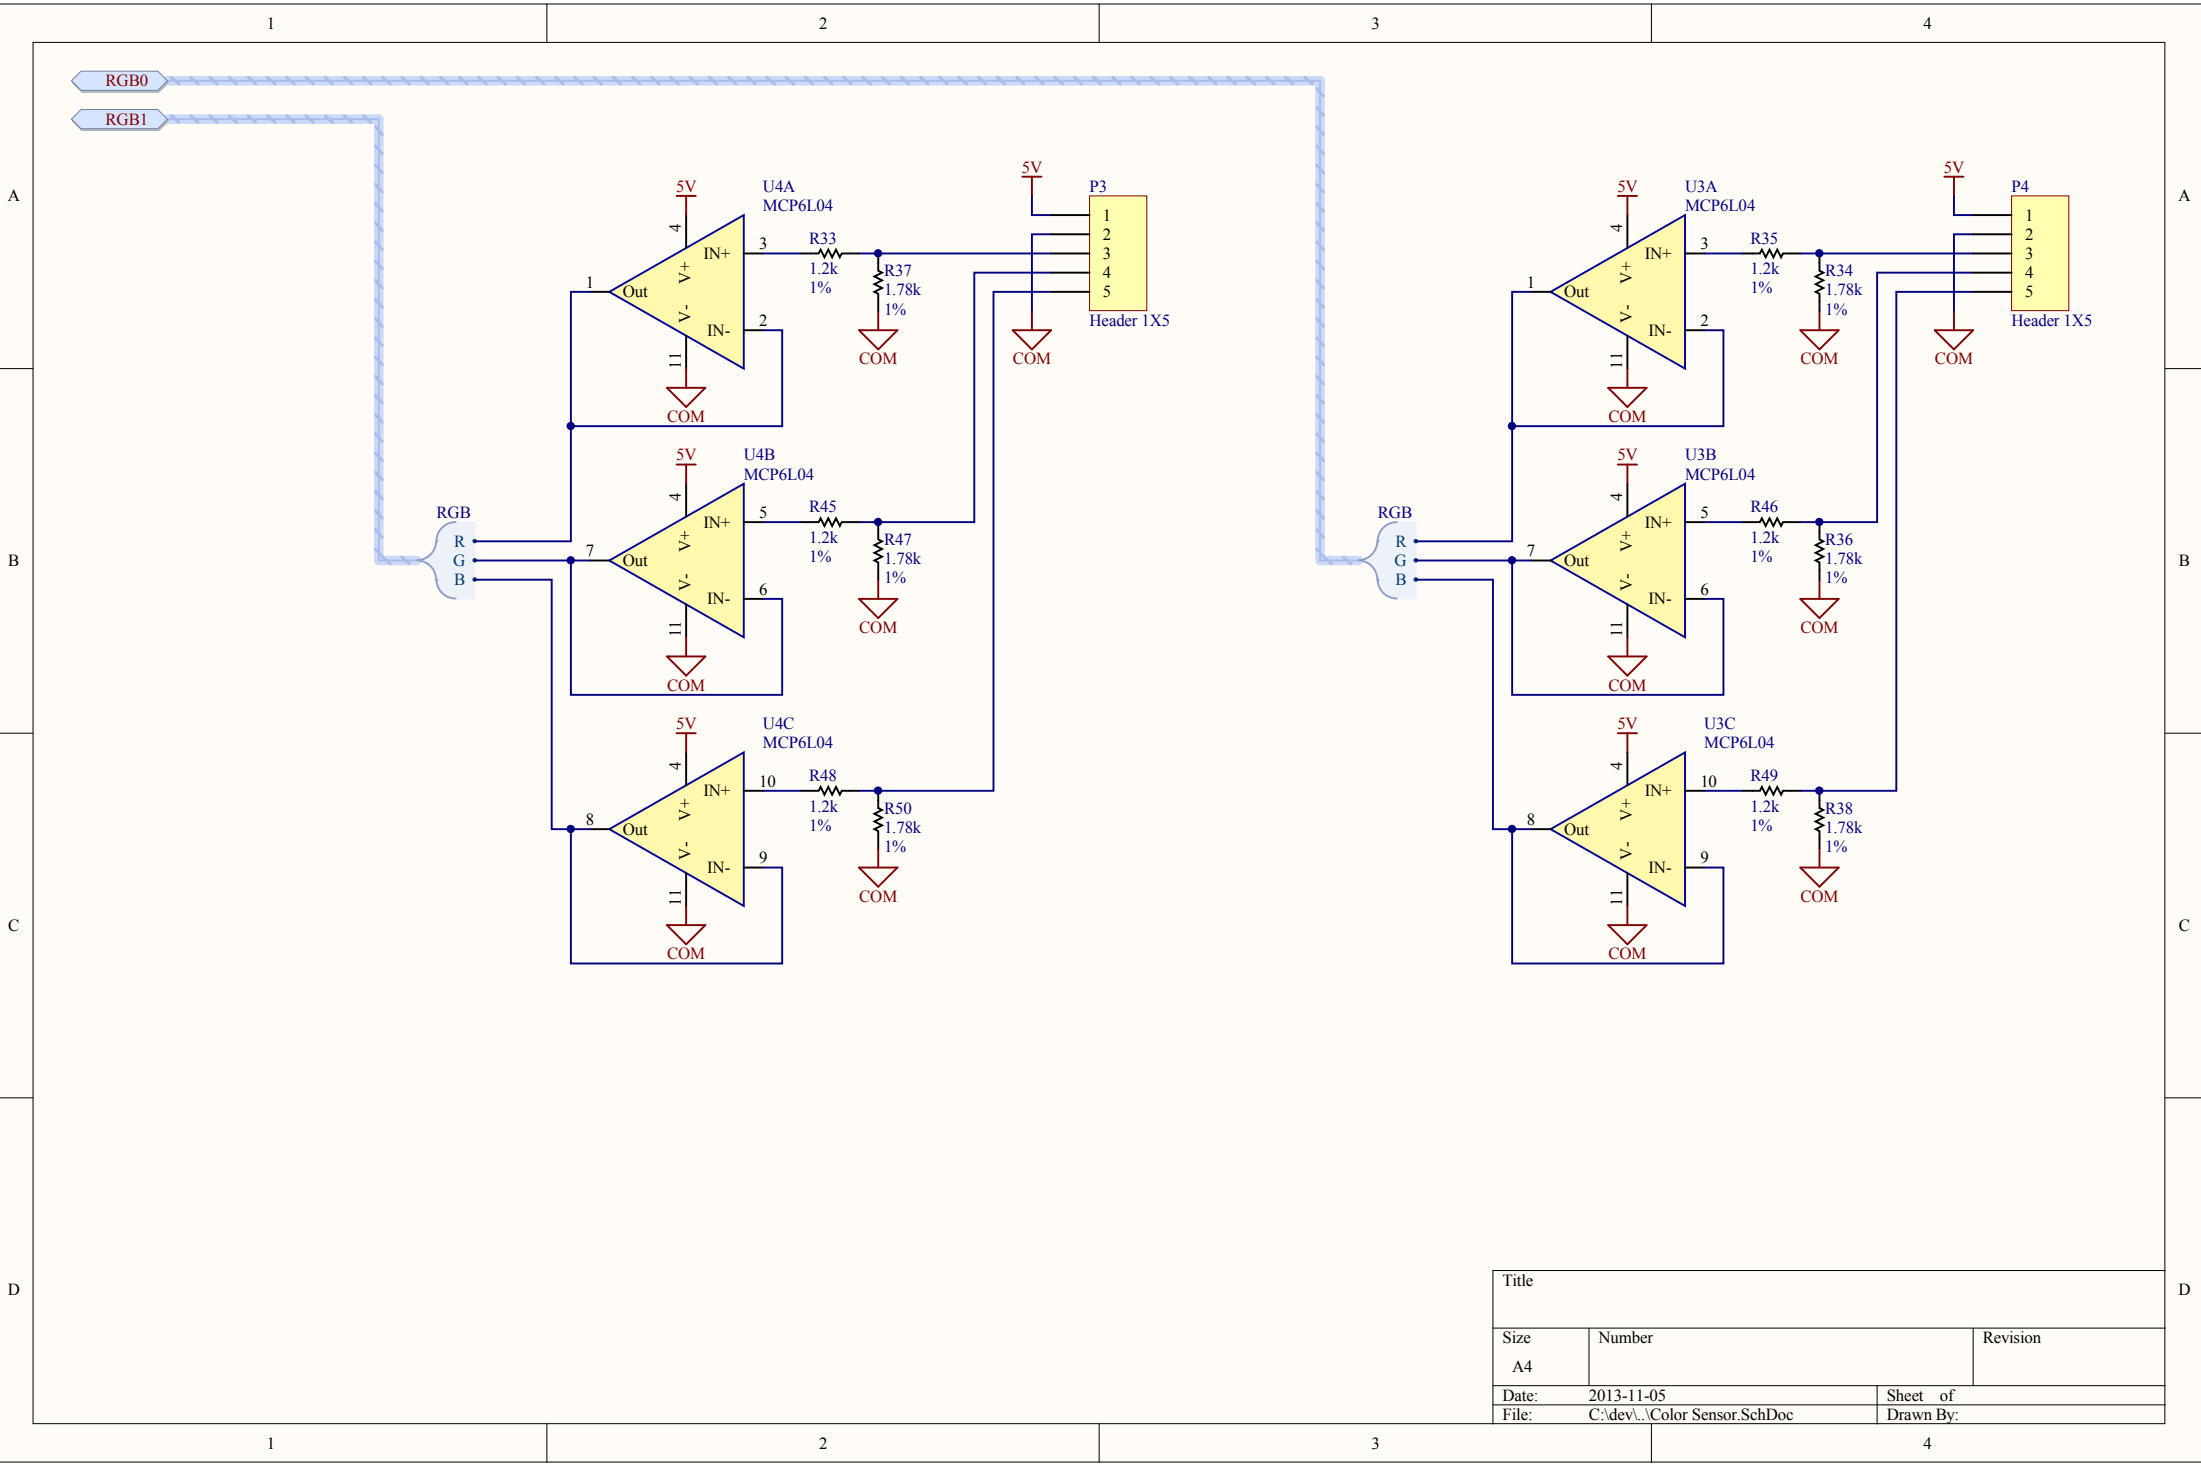 1 2 3 4
RGB0
RGB1
A A
5V
U4A
MCP6L04
4
V+
IN+
3
R33
1.2k
1%
R37
1.78k
1%
COM
1
Out
V-
IN-
2
11
COM
5V
P3
1
2
3
4
5
Header 1X5
COM
5V
U4B
MCP6L04
4
V+
IN+
5
R45
1.2k
1%
R47
1.78k
1%
COM
7
Out
V-
IN-
6
11
COM
RGB
R
G
B
5V
U4C
MCP6L04
4
V+
IN+
10
R48
1.2k
1%
R50
1.78k
1%
COM
8
Out
V-
IN-
9
11
COM
5V
U3A
MCP6L04
4
V+
IN+
3
R35
1.2k
1%
R34
1.78k
1%
COM
1
Out
V-
IN-
2
11
COM
5V
P4
1
2
3
4
5
Header 1X5
COM
B B
5V
U3B
MCP6L04
4
V+
IN+
5
R46
1.2k
1%
R36
1.78k
1%
COM
7
Out
V-
IN-
6
11
COM
RGB
R
G
B
5V
U3C
MCP6L04
4
V+
IN+
10
R49
1.2k
1%
R38
1.78k
1%
COM
8
Out
V-
IN-
9
11
COM
C C
D D
Title
Size Number Revision
A4
Date: 2013-11-05 Sheet of
File: C:\dev\..\Color Sensor.SchDoc Drawn By:
1 2 3 4